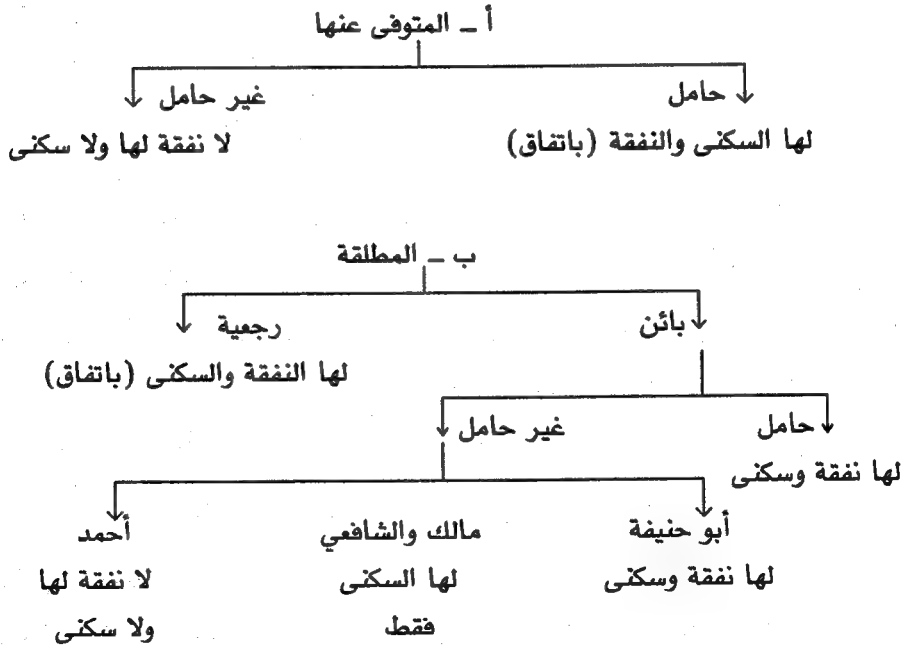 أ ـ المتوفى عنها
حامل
غير حامل
لها السكنى والنفقة (باتفاق)
لا نفقة لها ولا سكنى
ب ـ المطلقة
بائن
رجعية
لها النفقة والسكنى (باتفاق)
حامل
غير حامل
لها نفقة وسكنى
أبو حنيفة
مالك والشافعي
أحمد
لها نفقة وسكنى
لها السكنى
لا نفقة لها
فقط
ولا سكنى